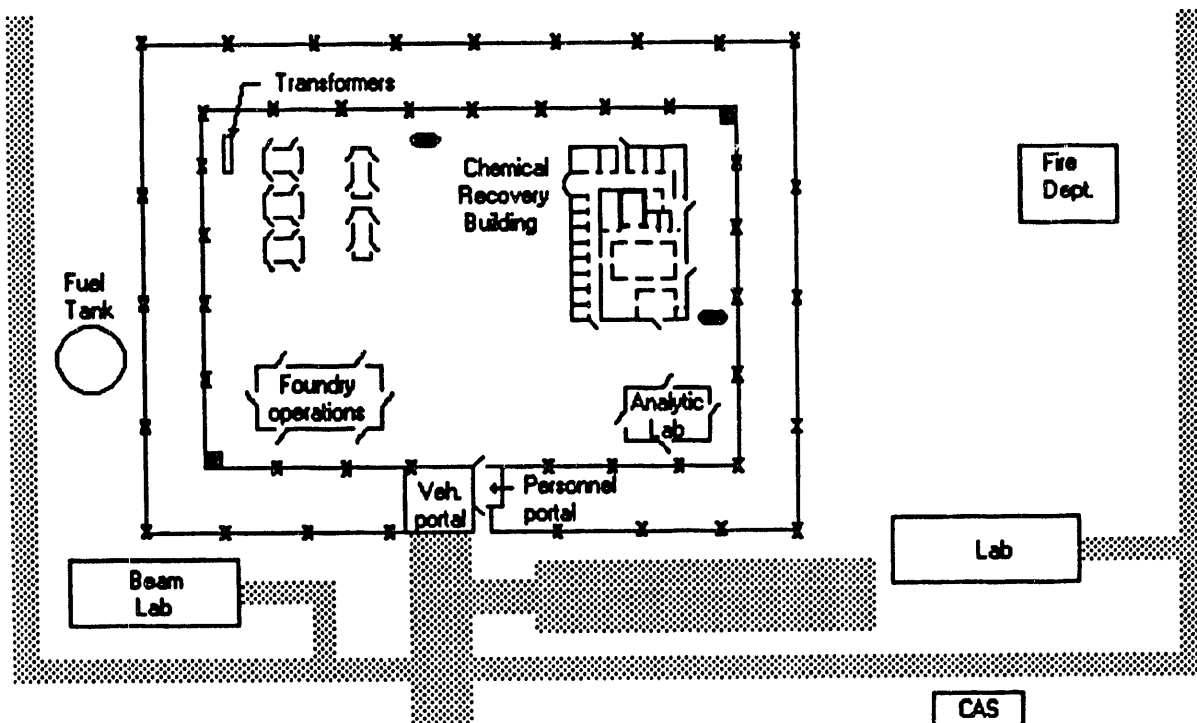 Transformers
Chemical
Recovery
Building
Fire
Dept.
Fuel
Tank
Foundry
operations
Analytic
Lab
Veh.
portal
Personnel
portal
Lab
Beam
Lab
CAS